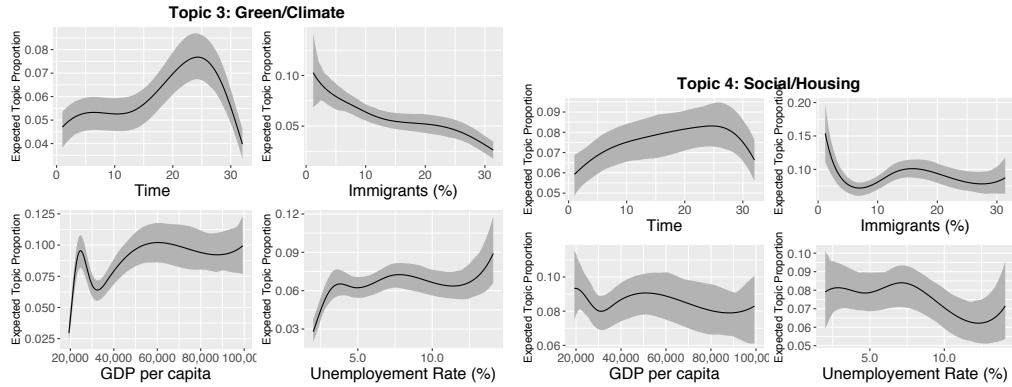 Topic 3: Green/Climate
Expected Topic Proportion
0.08
0.07
0.06
0.05
0.04
0 10 20 30
Time
Expected Topic Proportion
0.10
0.05
0 10 20 30
Immigrants (%)
Expected Topic Proportion
0.125
0.100
0.075
0.050
0.025
20,000 40,000 60,000 80,000 100,00
GDP per capita
Expected Topic Proportion
0.12
0.09
0.06
0.03
5.0 10.0
Unemployement Rate (%)
Topic 4: Social/Housing
Expected Topic Proportion
0.09
0.08
0.07
0.06
0.05
0 10 20 30
Time
Expected Topic Proportion
0.20
0.15
0.10
0 10 20 30
Immigrants (%)
Expected Topic Proportion
0.10
0.08
0.06
20,000 40,000 60,000 80,000 100,00
GDP per capita
Expected Topic Proportion
0.10
0.09
0.08
0.07
0.06
0.05
5.0 10.0
Unemployement Rate (%)